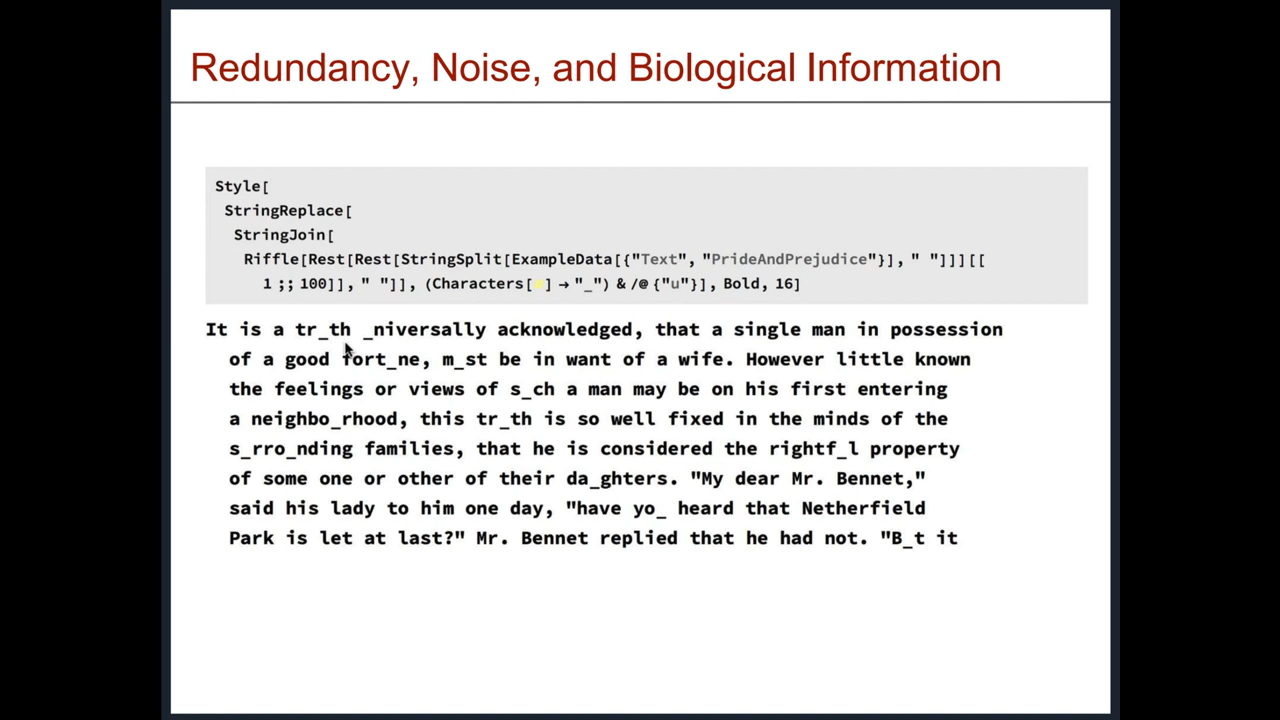 Redundancy, Noise, and Biological Information
Style[
StringReplace[
StringJoin[
Riffle[Rest[Rest[StringSplit[ExampleData[{"Text", "PrideAndPrejudice"}], " "]]][[
1 ;; 100]], " "]], (Characters[#] → "_") & /@ {"u"}], Bold, 16]
It is a tr_th _niversally acknowledged, that a single man in possession
of a good fort_ne, m_st be in want of a wife. However little known
the feelings or views of s_ch a man may be on his first entering
a neighbo_rhood, this tr_th is so well fixed in the minds of the
s_rro_nding families, that he is considered the rightf_l property
of some one or other of their da_ghters. "My dear Mr. Bennet,"
said his lady to him one day, "have yo_ heard that Netherfield
Park is let at last?" Mr. Bennet replied that he had not. "B_t it